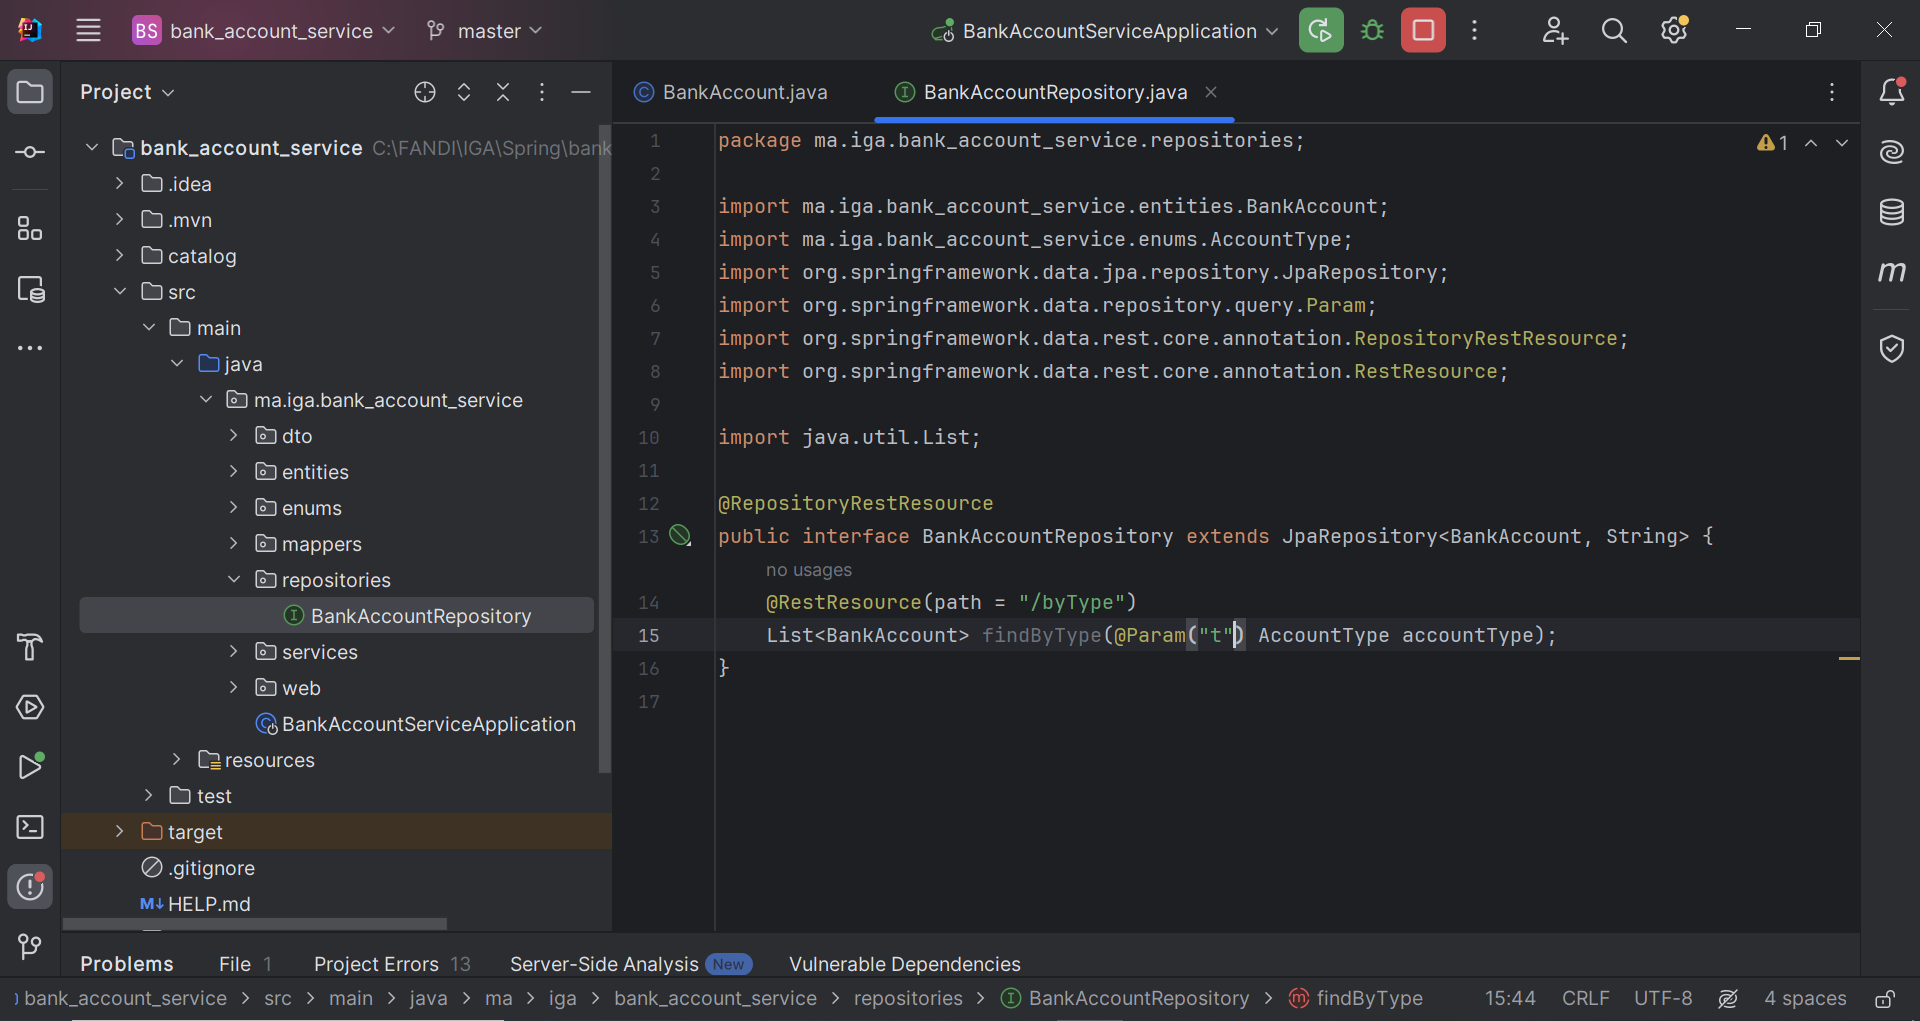 BS bank_account_service master BankAccountServiceApplication
Project
BankAccount.java BankAccountRepository.java
bank_account_service C:\FANDI\IGA\Spring\bank
.idea
.mvn
catalog
src
main
java
ma.iga.bank_account_service
dto
entities
enums
mappers
repositories
BankAccountRepository
services
web
BankAccountServiceApplication
resources
test
target
.gitignore
HELP.md
1 package ma.iga.bank_account_service.repositories;
2
3 import ma.iga.bank_account_service.entities.BankAccount;
4 import ma.iga.bank_account_service.enums.AccountType;
5 import org.springframework.data.jpa.repository.JpaRepository;
6 import org.springframework.data.repository.query.Param;
7 import org.springframework.data.rest.core.annotation.RepositoryRestResource;
8 import org.springframework.data.rest.core.annotation.RestResource;
9
10 import java.util.List;
11
12 @RepositoryRestResource
13 public interface BankAccountRepository extends JpaRepository<BankAccount, String> {
no usages
14 @RestResource(path = "/byType")
15 List<BankAccount> findByType(@Param("t") AccountType accountType);
16 }
17
1
Problems File 1 Project Errors 13 Server-Side Analysis New Vulnerable Dependencies
bank_account_service > src > main > java > ma > iga > bank_account_service > repositories > BankAccountRepository > findByType 15:44 CRLF UTF-8 4 spaces